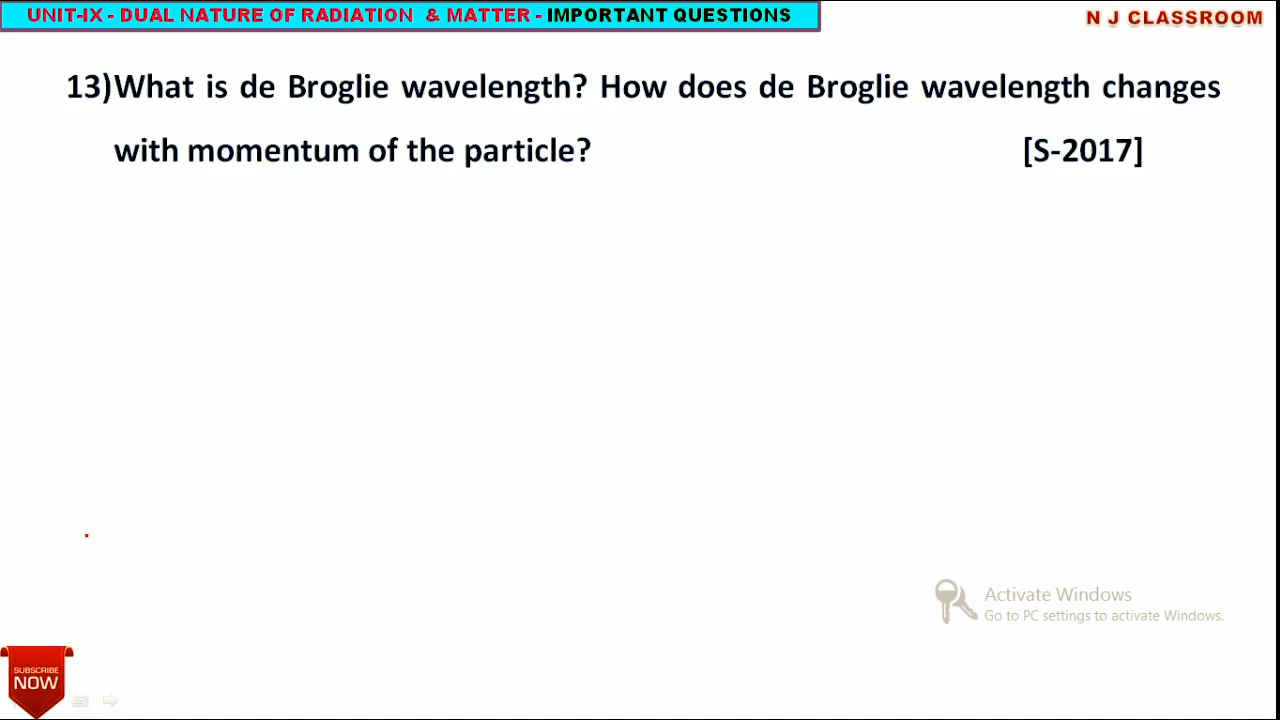 UNIT-IX - DUAL NATURE OF RADIATION & MATTER - IMPORTANT QUESTIONS
N J CLASSROOM
13)What is de Broglie wavelength? How does de Broglie wavelength changes
with momentum of the particle? [S-2017]
Activate Windows
Go to PC settings to activate Windows.
SUBSCRIBE
NOW